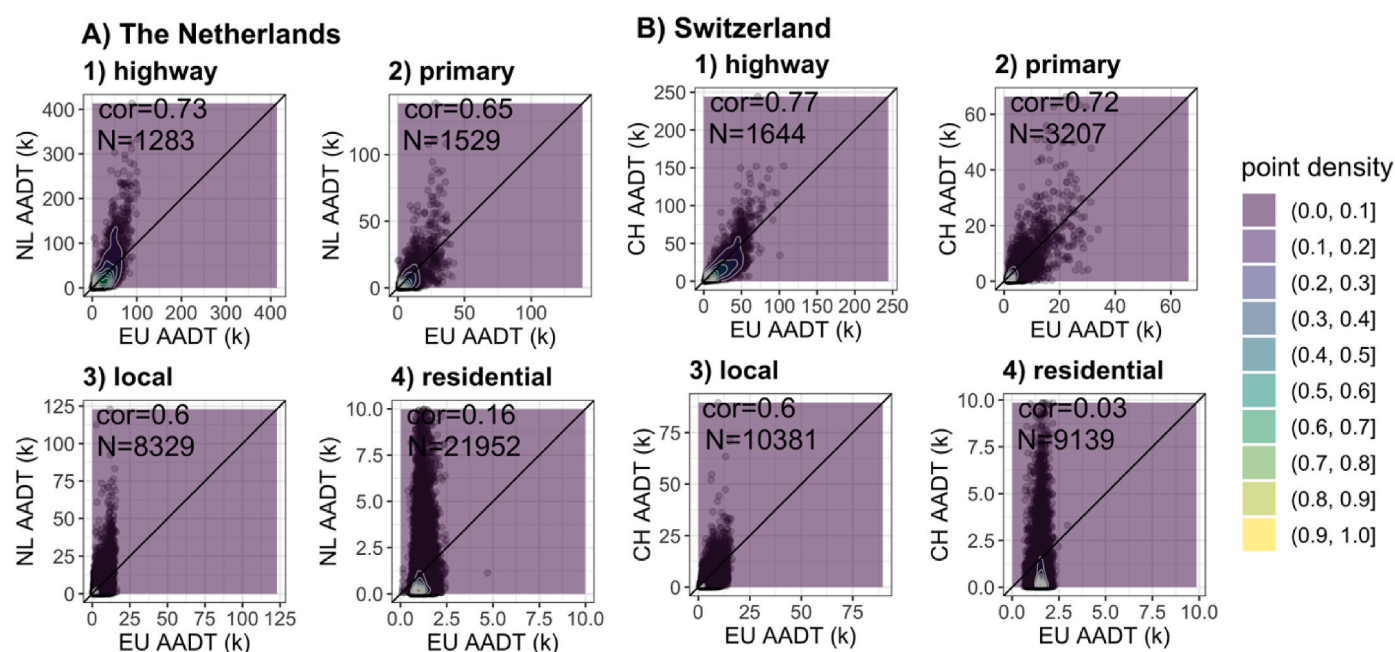 A) The Netherlands
1) highway
cor=0.73
N=1283
NL AADT (k)
400
300
200
100
0
0 100 200 300 400
EU AADT (k)
2) primary
cor=0.65
N=1529
NL AADT (k)
100
50
0
0 50 100
EU AADT (k)
3) local
cor=0.6
N=8329
NL AADT (k)
125
100
75
50
25
0
0 25 50 75 100 125
EU AADT (k)
4) residential
cor=0.16
N=21952
NL AADT (k)
10.0
7.5
5.0
2.5
0.0
0.0 2.5 5.0 7.5 10.0
EU AADT (k)
B) Switzerland
1) highway
cor=0.77
N=1644
CH AADT (k)
250
200
150
100
50
0
0 50 100 150 200 250
EU AADT (k)
2) primary
cor=0.72
N=3207
CH AADT (k)
60
40
20
0
0 20 40 60
EU AADT (k)
3) local
cor=0.6
N=10381
CH AADT (k)
75
50
25
0
0 25 50 75
EU AADT (k)
4) residential
cor=0.03
N=9139
CH AADT (k)
10.0
7.5
5.0
2.5
0.0
0.0 2.5 5.0 7.5 10.0
EU AADT (k)
point density
(0.0, 0.1]
(0.1, 0.2]
(0.2, 0.3]
(0.3, 0.4]
(0.4, 0.5]
(0.5, 0.6]
(0.6, 0.7]
(0.7, 0.8]
(0.8, 0.9]
(0.9, 1.0]